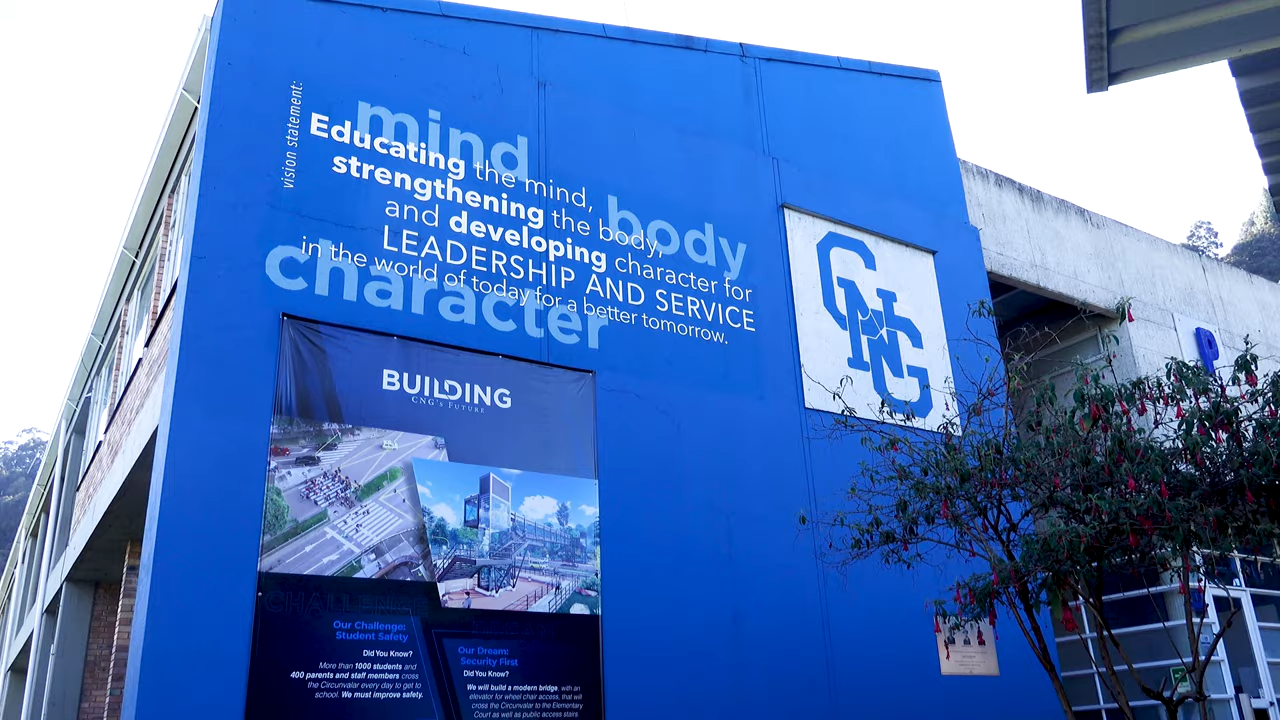 vision statement:
mind
Educating the mind,
strengthening the body,
body
and developing character for
LEADERSHIP AND SERVICE
in the world of today for a better tomorrow.
character
CNG
P
BUILDING
CNG's FUTURE
CHALLENGE
Our Challenge:
Student Safety
Did You Know?
More than 1000 students and
400 parents and staff members cross
the Circunvalar every day to get to
school. We must improve safety.
Our Dream:
Security First
Did You Know?
We will build a modern bridge, with an
elevator for wheel chair access, that will
cross the Circunvalar to the Elementary
Court as well as public access stairs